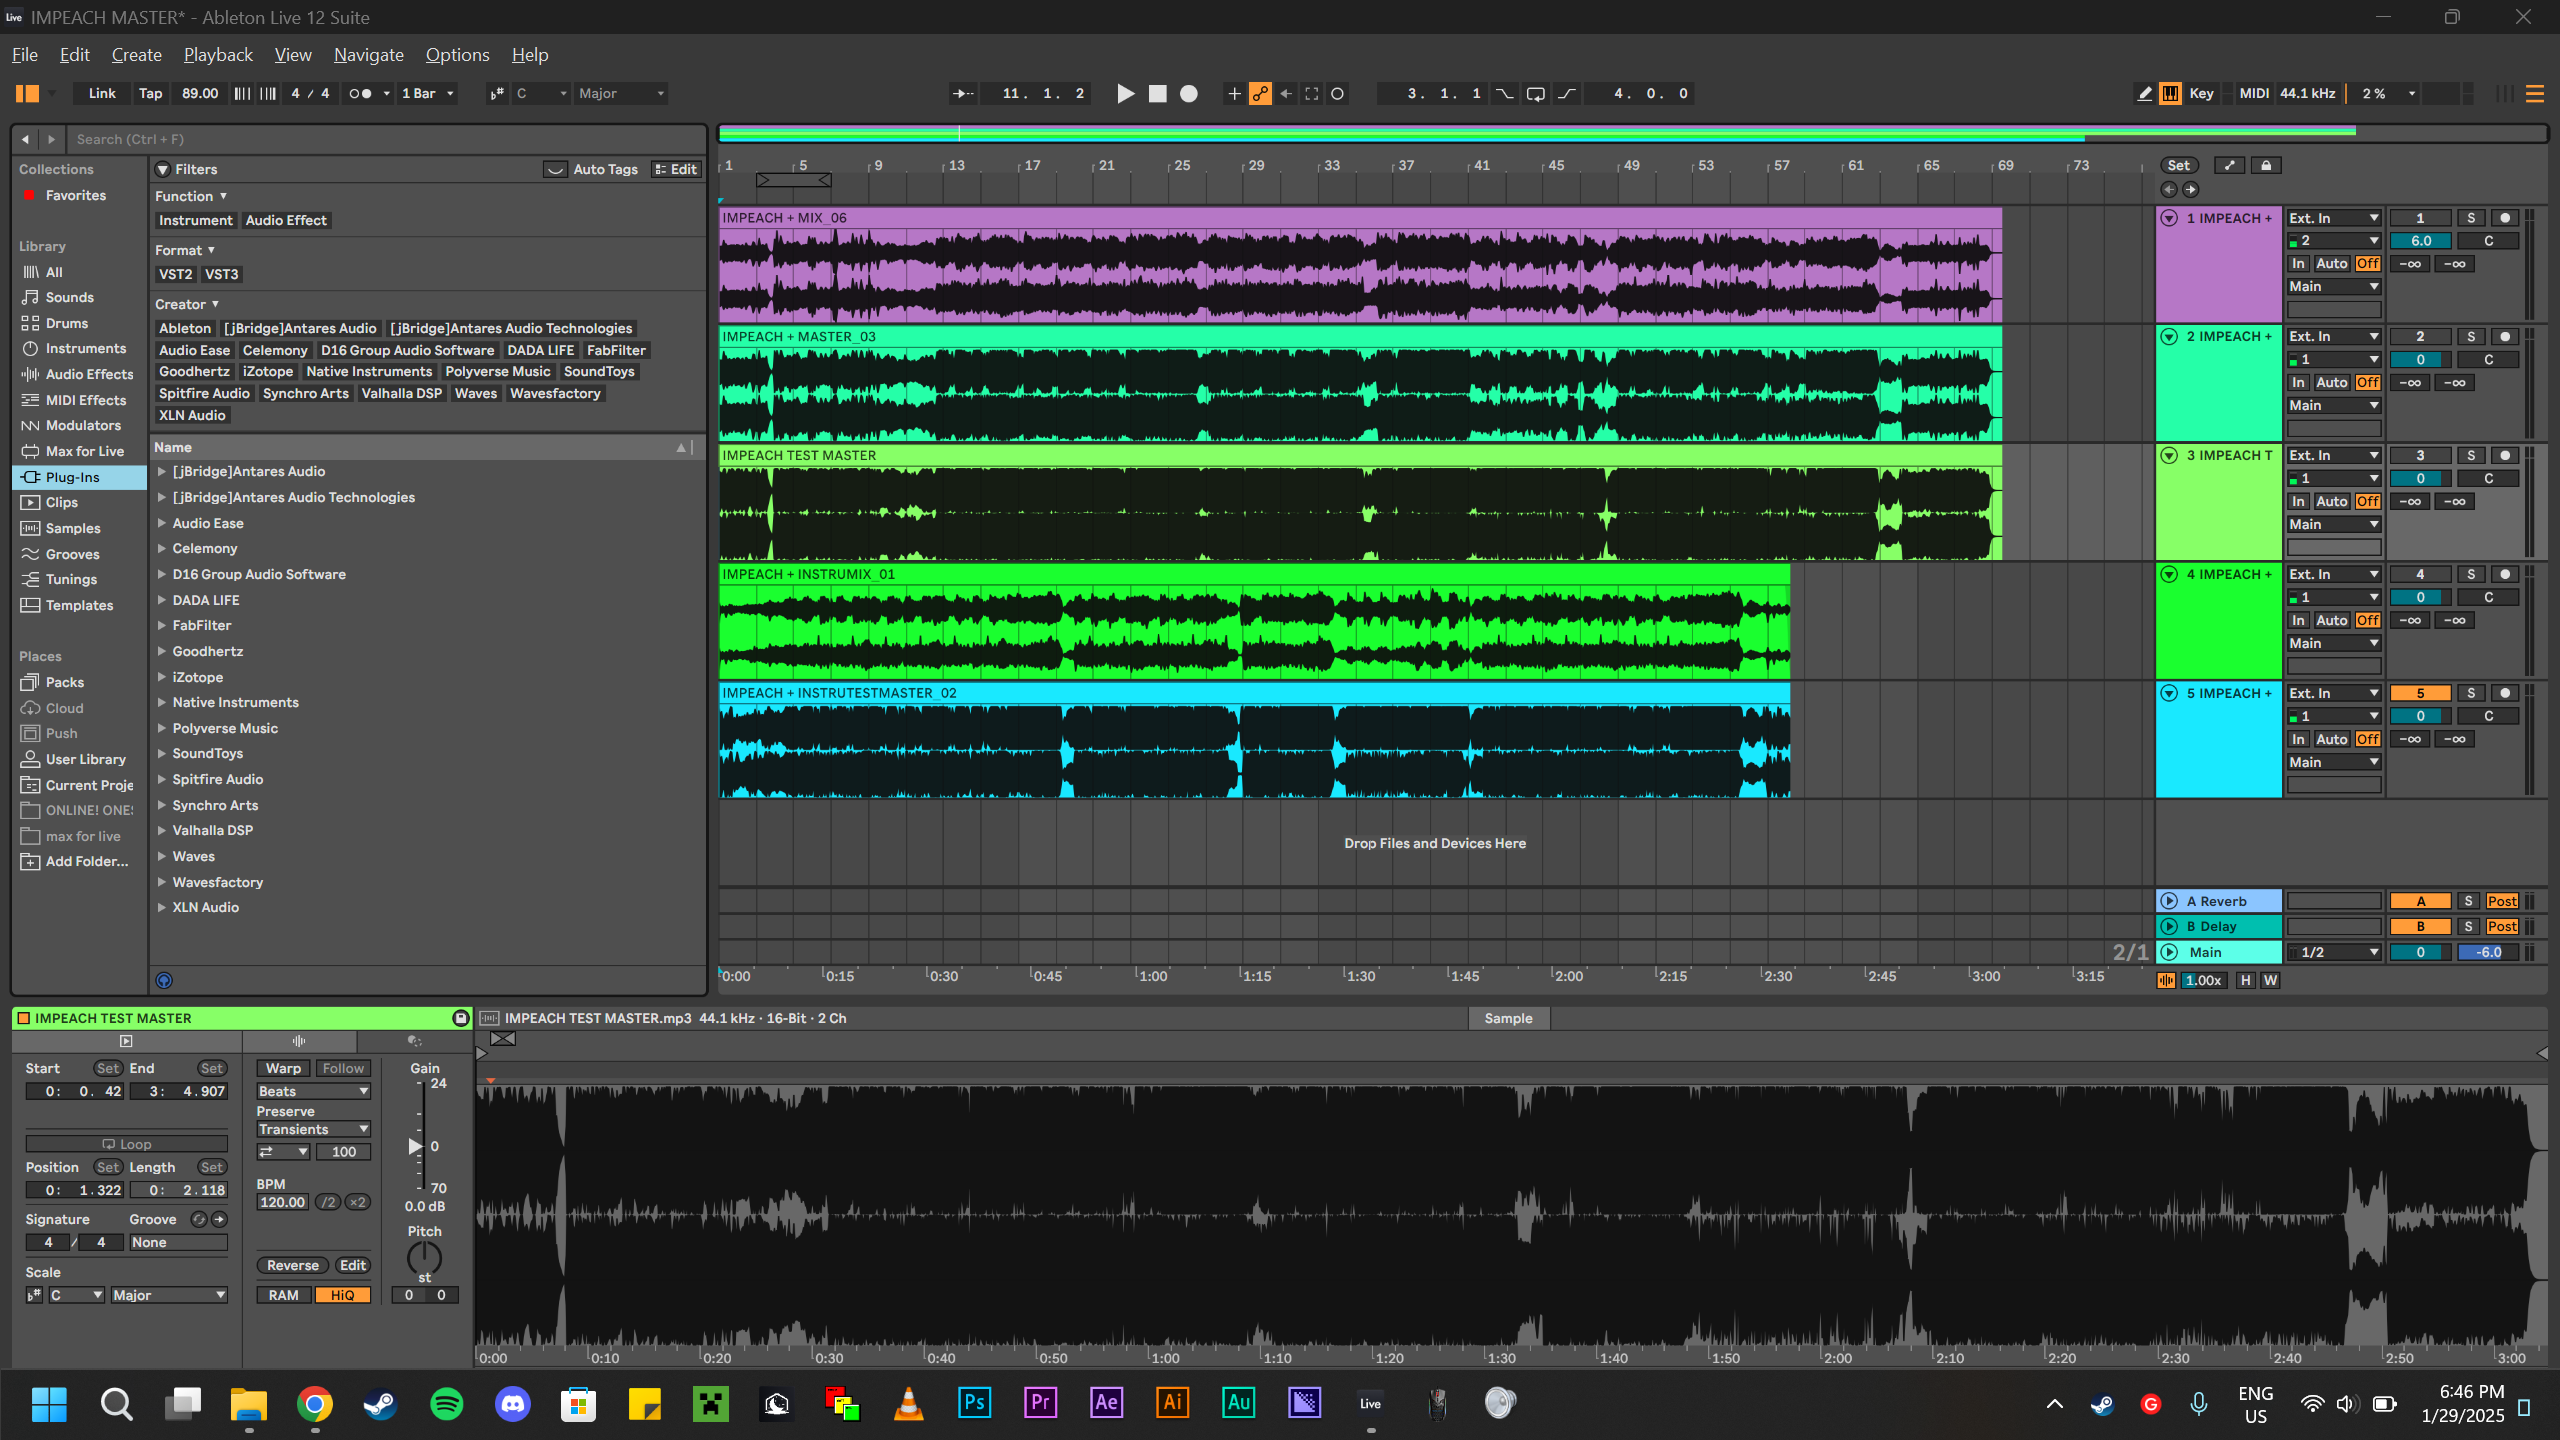 IMPEACH MASTER* - Ableton Live 12 Suite
File Edit Create Playback View Navigate Options Help
Link Tap 89.00 4 / 4 1 Bar C Major 11. 1. 2 3. 1. 1 4. 0. 0 Key MIDI 44.1 kHz 2 %
Search (Ctrl + F)
Collections
Favorites
Library
All
Sounds
Drums
Instruments
Audio Effects
MIDI Effects
Modulators
Max for Live
Plug-Ins
Clips
Samples
Grooves
Tunings
Templates
Places
Packs
Cloud
Push
User Library
Current Proje
ONLINE! ONE
max for live
Add Folder...
Filters Auto Tags Edit
Function
Instrument Audio Effect
Format
VST2 VST3
Creator
Ableton [jBridge]Antares Audio [jBridge]Antares Audio Technologies
Audio Ease Celemony D16 Group Audio Software DADA LIFE FabFilter
Goodhertz iZotope Native Instruments Polyverse Music SoundToys
Spitfire Audio Synchro Arts Valhalla DSP Waves Wavesfactory
XLN Audio
Name
[jBridge]Antares Audio
[jBridge]Antares Audio Technologies
Audio Ease
Celemony
D16 Group Audio Software
DADA LIFE
FabFilter
Goodhertz
iZotope
Native Instruments
Polyverse Music
SoundToys
Spitfire Audio
Synchro Arts
Valhalla DSP
Waves
Wavesfactory
XLN Audio
1 5 9 13 17 21 25 29 33 37 41 45 49 53 57 61 65 69 73
Set
IMPEACH + MIX_06
1 IMPEACH + Ext. In 1 S
2 6.0 C
In Auto Off -∞ -∞
Main
IMPEACH + MASTER_03
2 IMPEACH + Ext. In 2 S
1 0 C
In Auto Off -∞ -∞
Main
IMPEACH TEST MASTER
3 IMPEACH T Ext. In 3 S
1 0 C
In Auto Off -∞ -∞
Main
IMPEACH + INSTRUMIX_01
4 IMPEACH + Ext. In 4 S
1 0 C
In Auto Off -∞ -∞
Main
IMPEACH + INSTRUTESTMASTER_02
5 IMPEACH + Ext. In 5 S
1 0 C
In Auto Off -∞ -∞
Main
Drop Files and Devices Here
A Reverb A S Post
B Delay B S Post
2/1 Main 1/2 0 -6.0
0:00 0:15 0:30 0:45 1:00 1:15 1:30 1:45 2:00 2:15 2:30 2:45 3:00 3:15
1.00x H W
IMPEACH TEST MASTER
IMPEACH TEST MASTER.mp3 44.1 kHz · 16-Bit · 2 Ch
Sample
Start Set End Set
0: 0. 42 3: 4.907
Loop
Position Set Length Set
0: 1.322 0: 2.118
Signature Groove
4 / 4 None
Scale
C Major
Warp Follow
Beats
Preserve
Transients
100
BPM
120.00 /2 ×2
Reverse Edit
RAM HiQ
Gain
24
0
70
0.0 dB
Pitch
st
0 0
0:00 0:10 0:20 0:30 0:40 0:50 1:00 1:10 1:20 1:30 1:40 1:50 2:00 2:10 2:20 2:30 2:40 2:50 3:00
Ps Pr Ae Ai Au Live
ENG
US
6:46 PM
1/29/2025